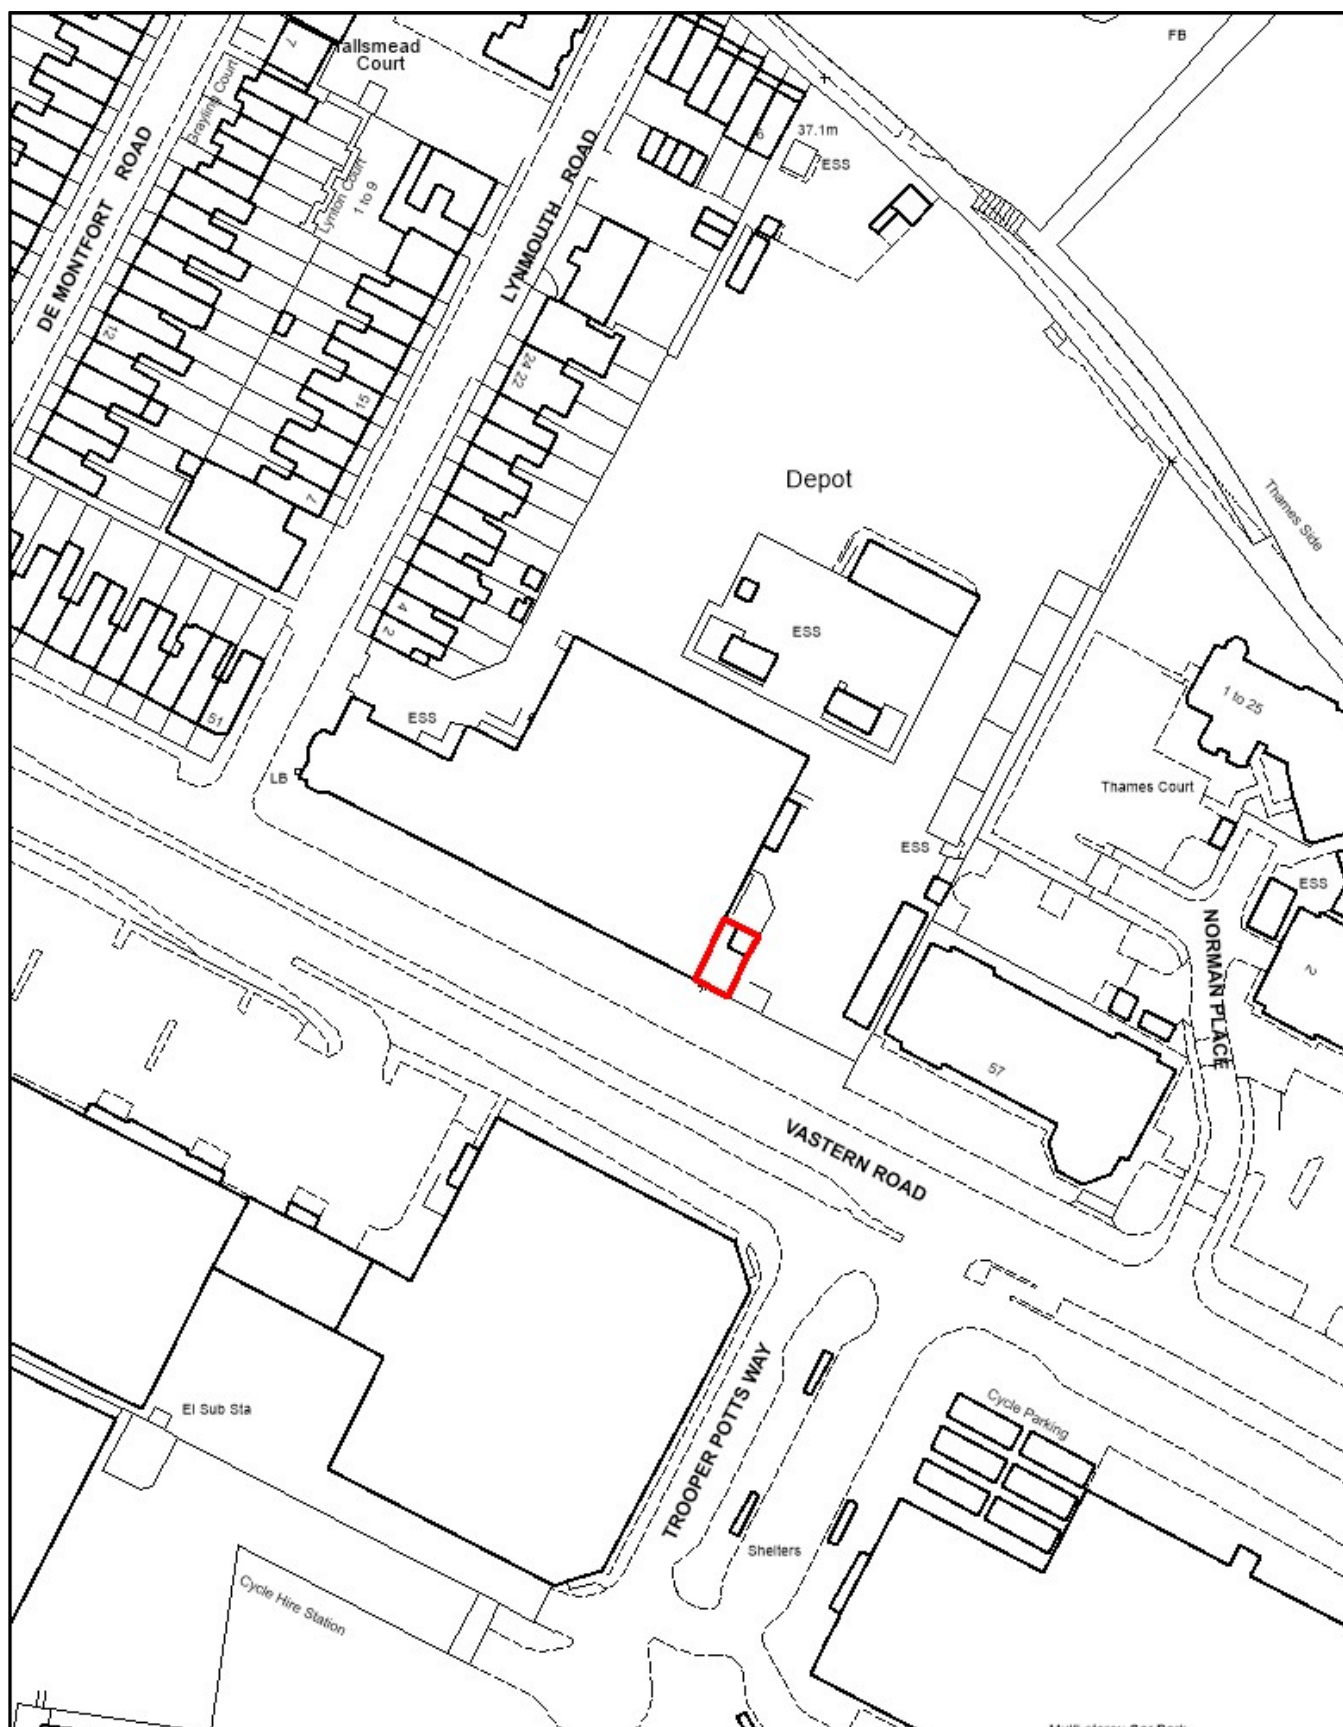 FB
Tallsmead
Court
7
Grayling Court
DE MONTFORT ROAD
Lynton Court
1 to 9
LYNMOUTH ROAD
6
37.1m
ESS
12
15
24 22
7
Depot
Thames Side
4
2
ESS
51
ESS
LB
1 to 25
Thames Court
ESS
ESS
NORMAN PLACE
2
57
VASTERN ROAD
El Sub Sta
TROOPER POTTS WAY
Cycle Parking
Shelters
Cycle Hire Station